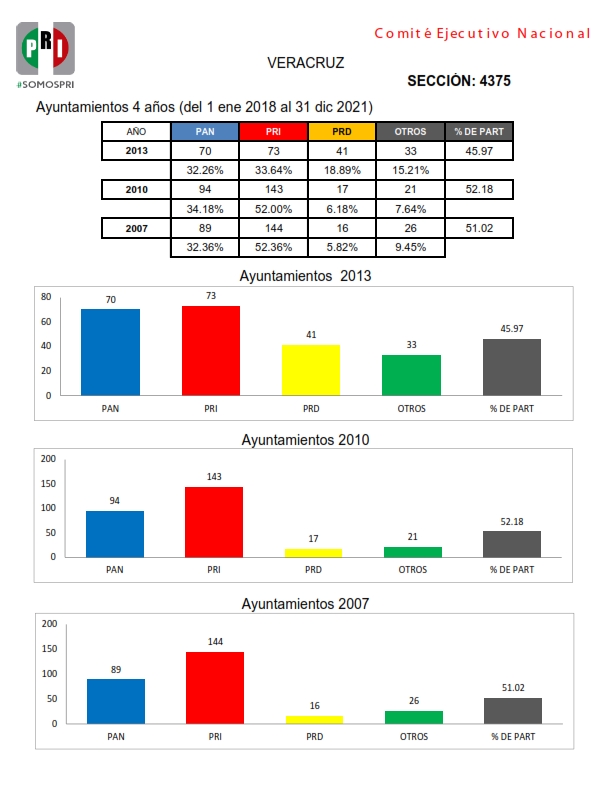 Comité Ejecutivo Nacional
PRI
#SOMOSPRI
VERACRUZ
SECCIÓN: 4375
Ayuntamientos 4 años (del 1 ene 2018 al 31 dic 2021)
AÑO PAN PRI PRD OTROS % DE PART
2013 70 73 41 33 45.97
32.26% 33.64% 18.89% 15.21%
2010 94 143 17 21 52.18
34.18% 52.00% 6.18% 7.64%
2007 89 144 16 26 51.02
32.36% 52.36% 5.82% 9.45%
Ayuntamientos 2013
80
60
40
20
0
70 73 41 33 45.97
PAN PRI PRD OTROS % DE PART
Ayuntamientos 2010
200
150
100
50
0
94 143 17 21 52.18
PAN PRI PRD OTROS % DE PART
Ayuntamientos 2007
200
150
100
50
0
89 144 16 26 51.02
PAN PRI PRD OTROS % DE PART